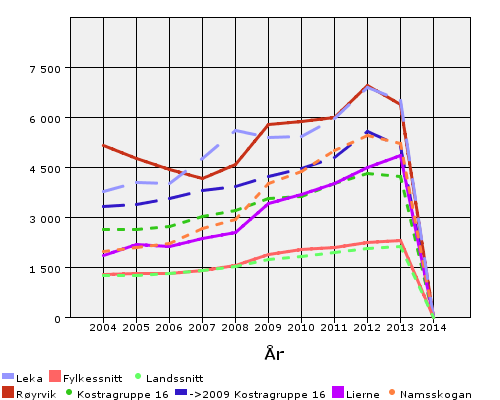 7 500
6 000
4 500
3 000
1 500
0
2004 2005 2006 2007 2008 2009 2010 2011 2012 2013 2014
År
Leka Fylkessnitt Landssnitt
Røyrvik Kostragruppe 16 ->2009 Kostragruppe 16 Lierne Namsskogan